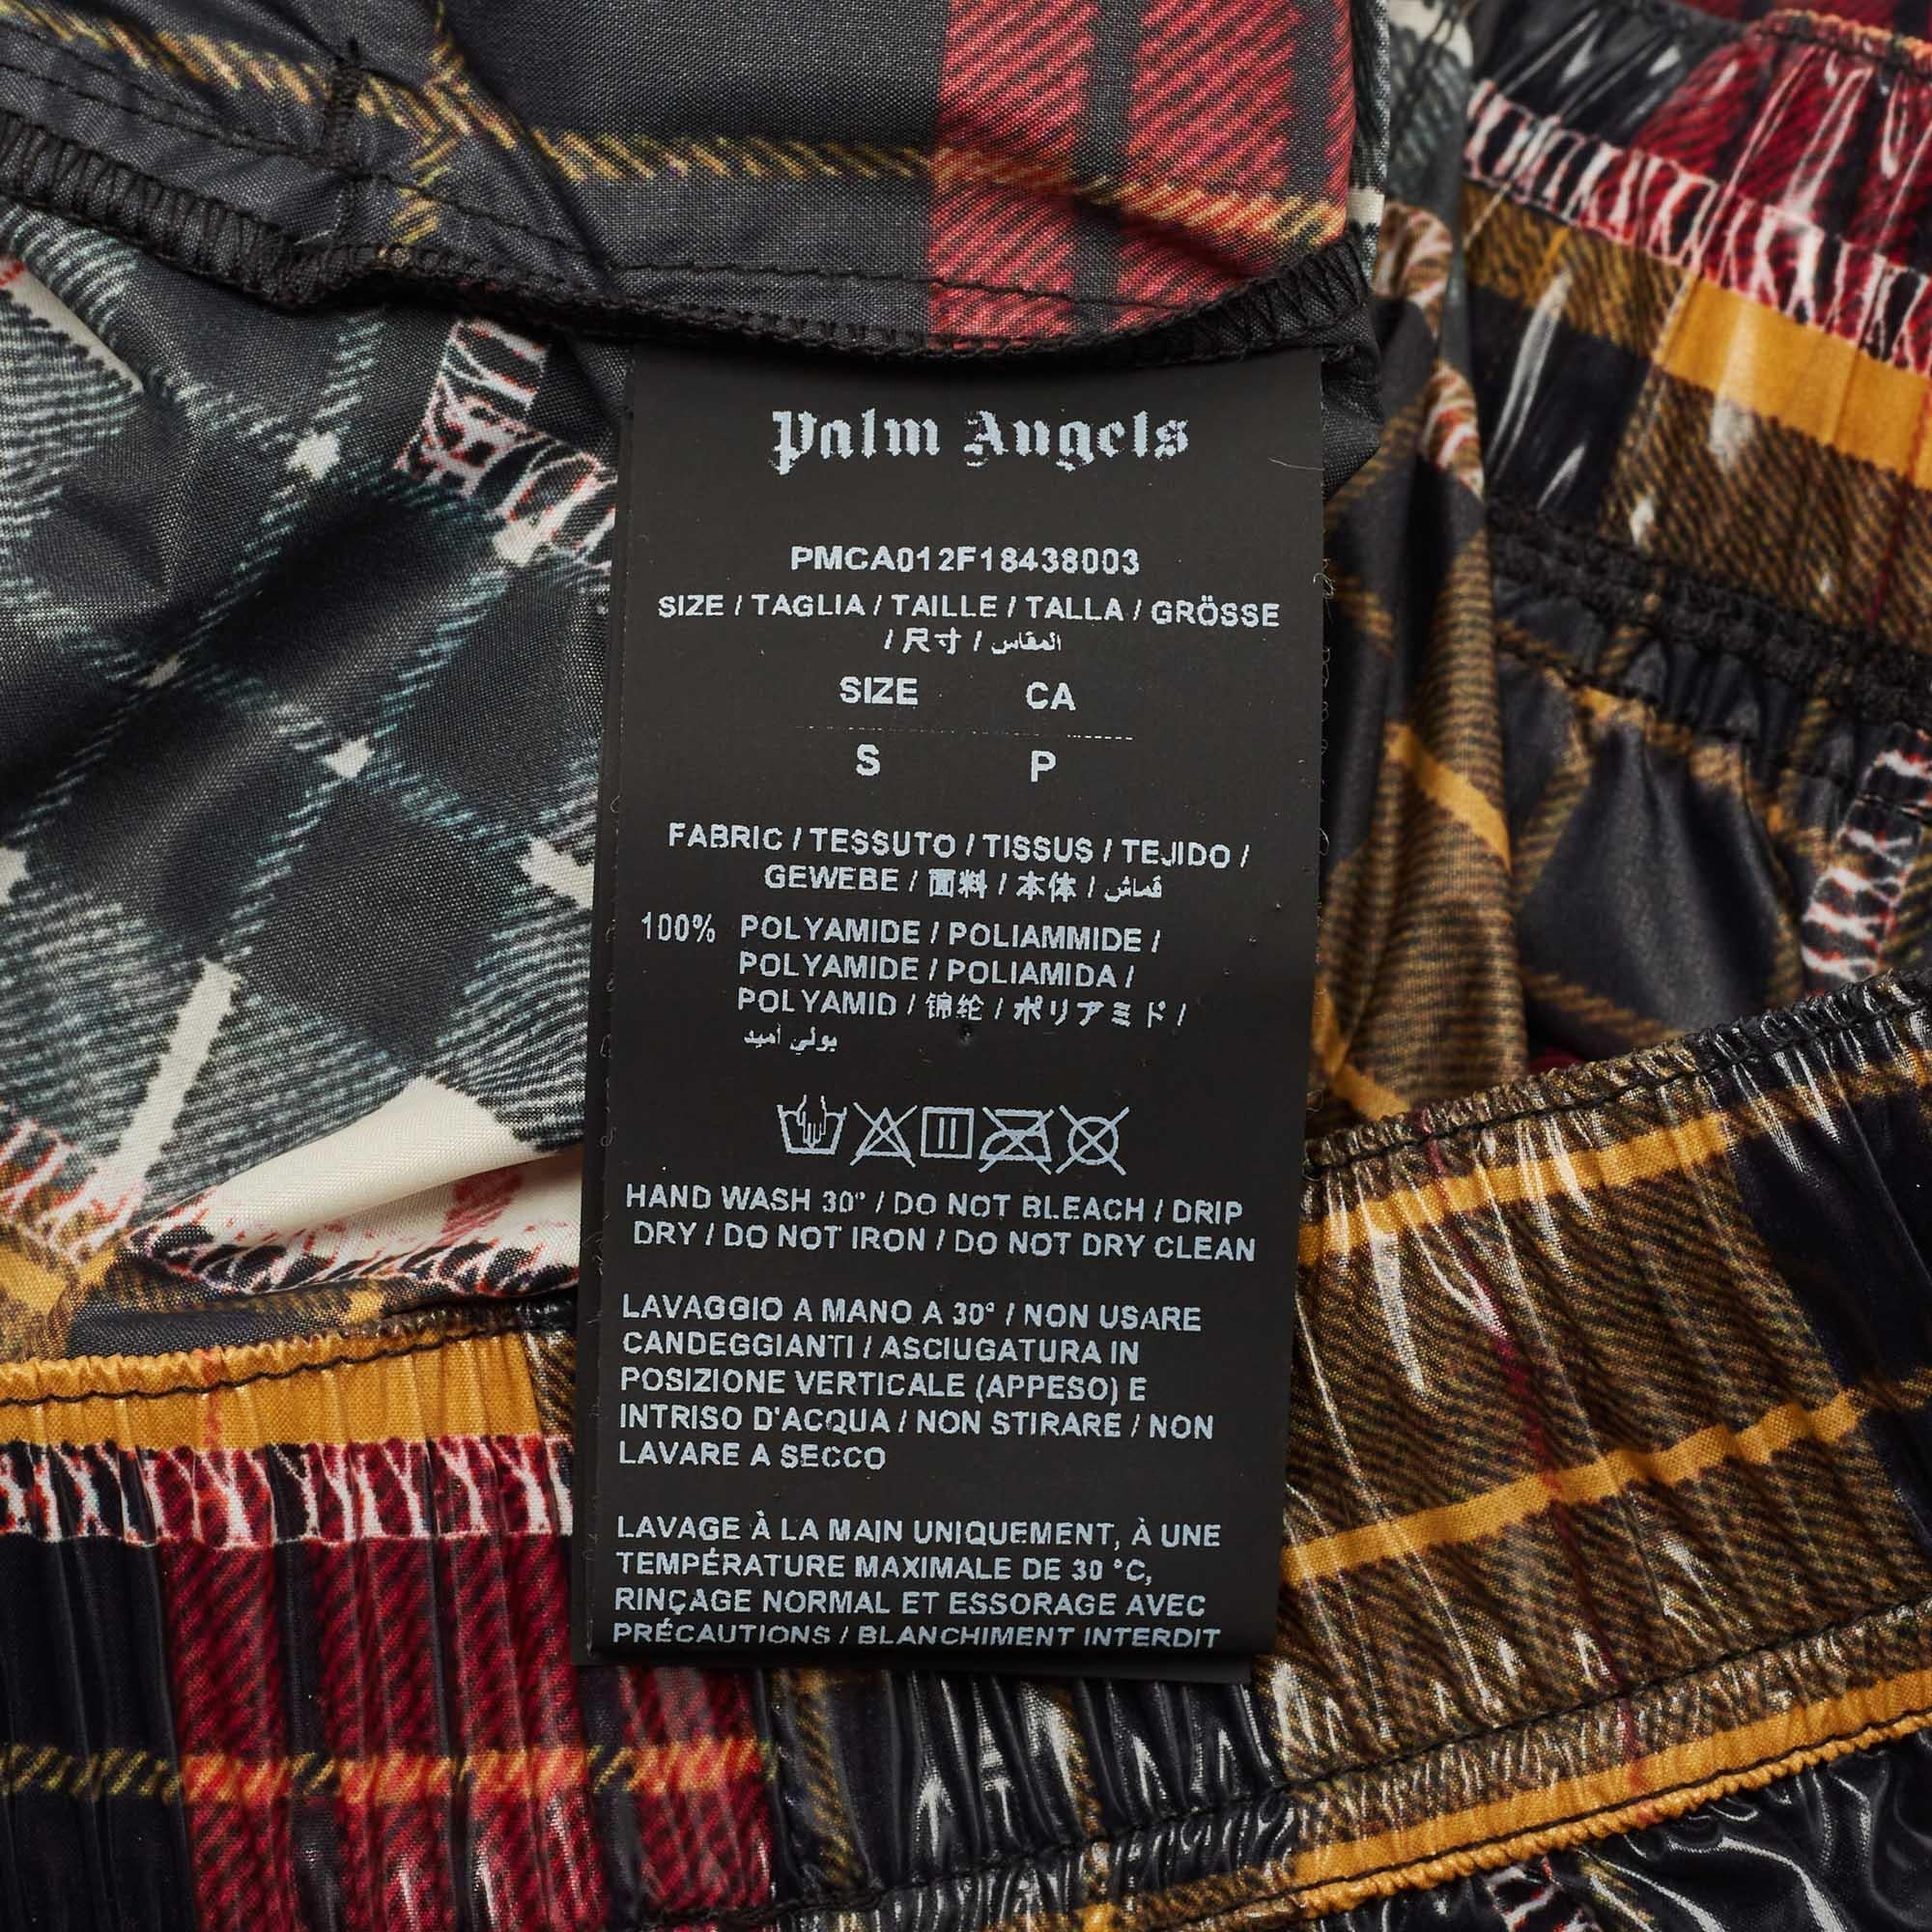 Palm Angels
PMCA012F18438003
SIZE / TAGLIA / TAILLE / TALLA / GRÖSSE
/ 尺寸 / المقاس
SIZE CA
S P
FABRIC / TESSUTO / TISSUS / TEJIDO /
GEWEBE / 面料 / 本体 / قماش
100% POLYAMIDE / POLIAMMIDE /
POLYAMIDE / POLIAMIDA /
POLYAMID / 锦纶 / ポリアミド /
بولي أميد
HAND WASH 30° / DO NOT BLEACH / DRIP
DRY / DO NOT IRON / DO NOT DRY CLEAN
LAVAGGIO A MANO A 30° / NON USARE
CANDEGGIANTI / ASCIUGATURA IN
POSIZIONE VERTICALE (APPESO) E
INTRISO D'ACQUA / NON STIRARE / NON
LAVARE A SECCO
LAVAGE À LA MAIN UNIQUEMENT, À UNE
TEMPÉRATURE MAXIMALE DE 30 °C,
RINÇAGE NORMAL ET ESSORAGE AVEC
PRÉCAUTIONS / BLANCHIMENT INTERDIT